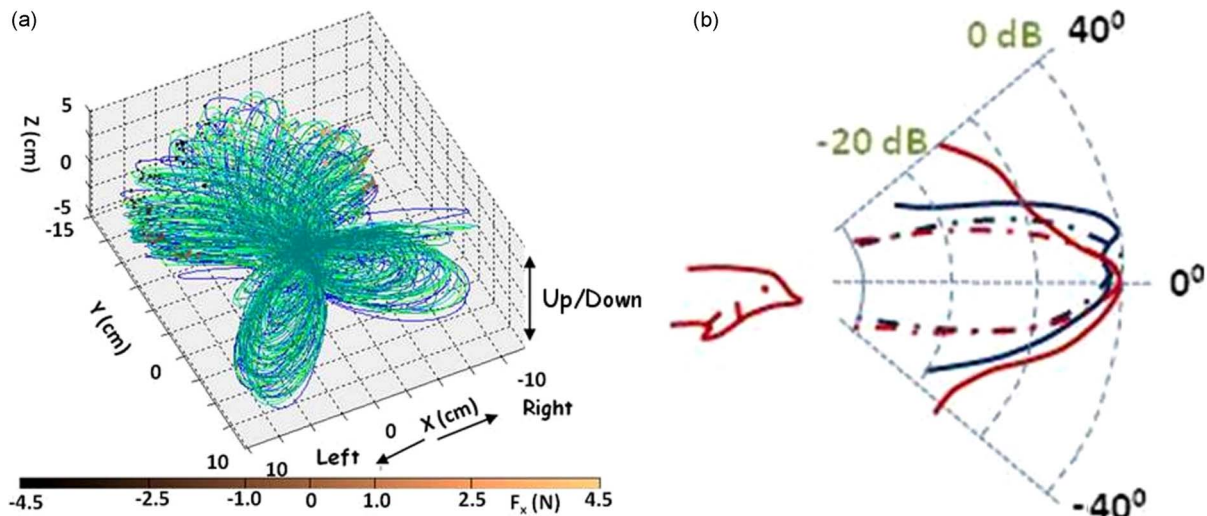 (a)
Z (cm)
5
0
-5
-15
Y (cm)
0
10
10
Left
0
X (cm)
-10
Right
Up/Down
-4.5
-2.5
-1.0
0
1.0
2.5
Fₓ (N)
4.5
(b)
0 dB
40⁰
-20 dB
0⁰
-40⁰